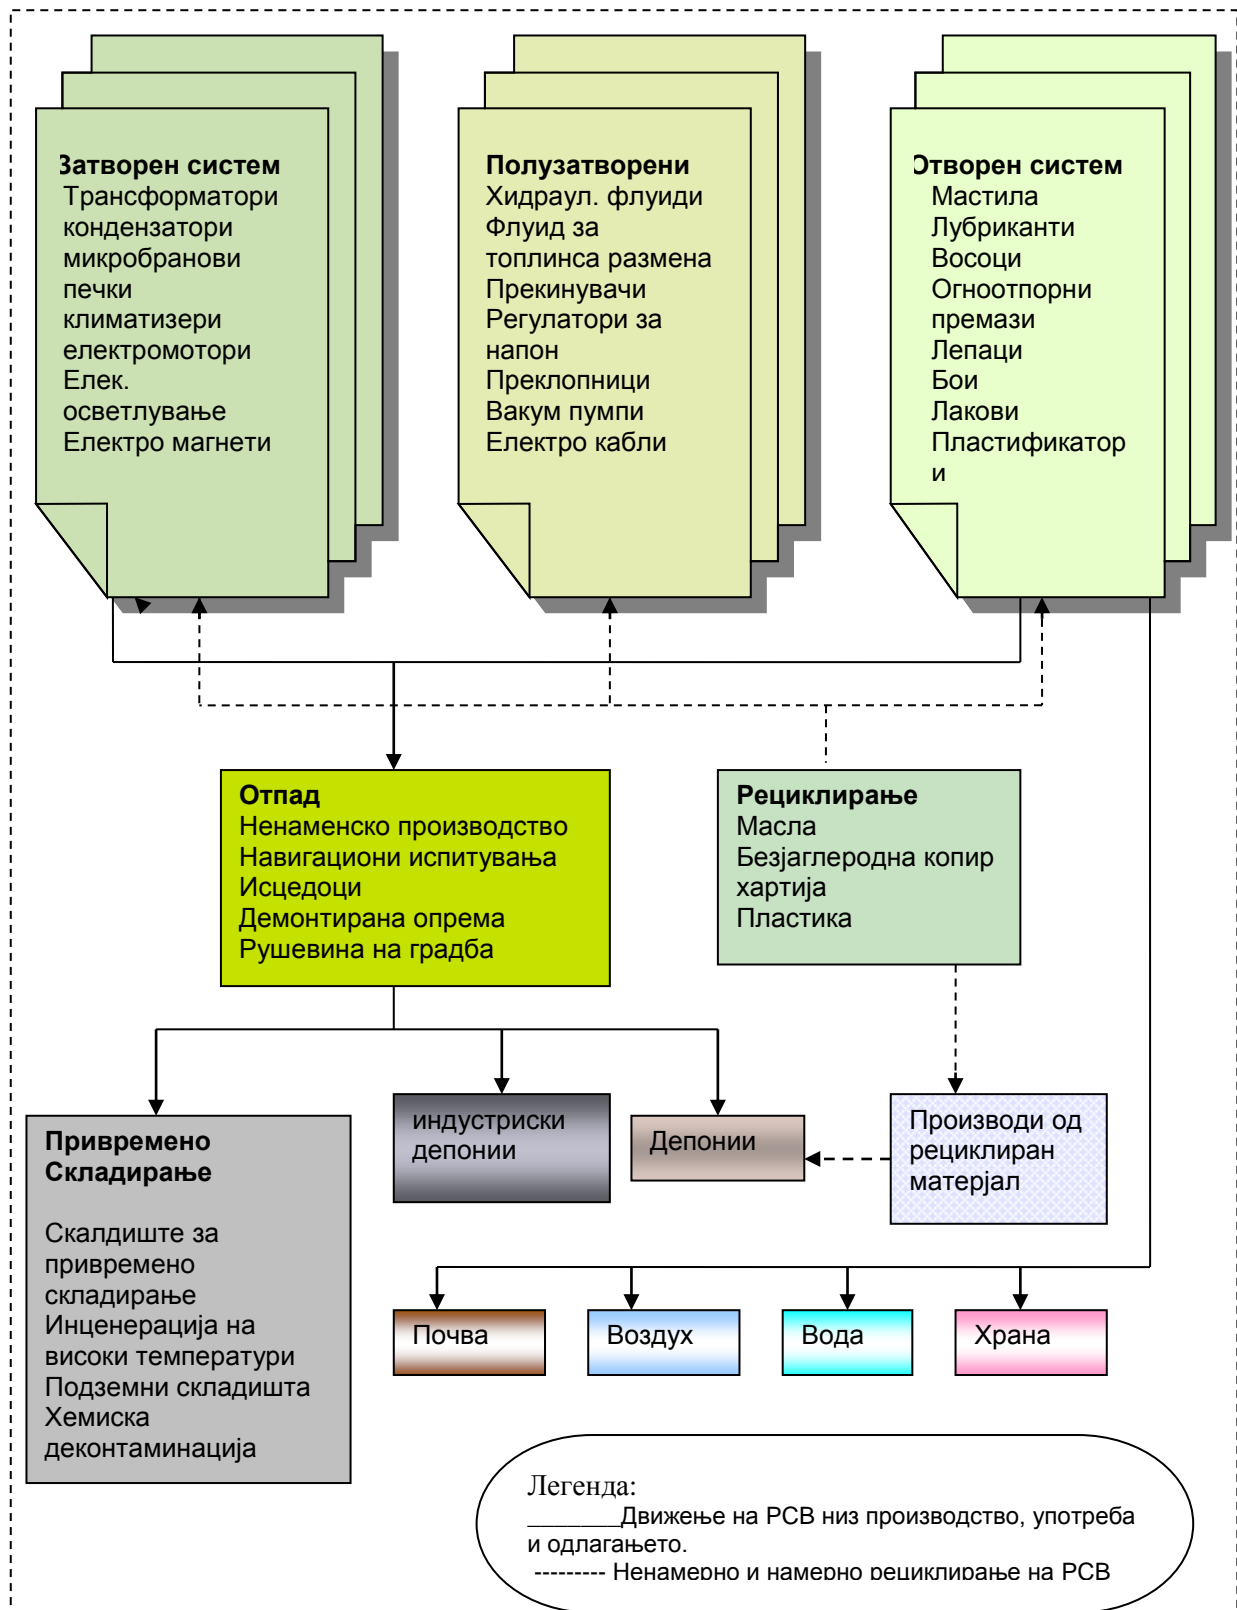 Затворен систем
Трансформатори
кондензатори
микробранови
печки
климатизери
електромотори
Елек.
осветлување
Електро магнети
Полузатворени
Хидраул. флуиди
Флуид за
топлинса размена
Прекинувачи
Регулатори за
напон
Преклопници
Вакум пумпи
Електро кабли
Отворен систем
Мастила
Лубриканти
Восоци
Огноотпорни
премази
Лепаци
Бои
Лакови
Пластификатор
и
Отпад
Ненаменско производство
Навигациони испитувања
Исцедоци
Демонтирана опрема
Рушевина на градба
Рециклирање
Масла
Безјаглеродна копир
хартија
Пластика
Привремено
Складирање
Скалдиште за
привремено
складирање
Инценерација на
високи температури
Подземни складишта
Хемиска
деконтаминација
индустриски
депонии
Депонии
Производи од
рециклиран
матерјал
Почва
Воздух
Вода
Храна
Легенда:
_______Движење на PCB низ производство, употреба
и одлагањето.
--------- Ненамерно и намерно рециклирање на PCB